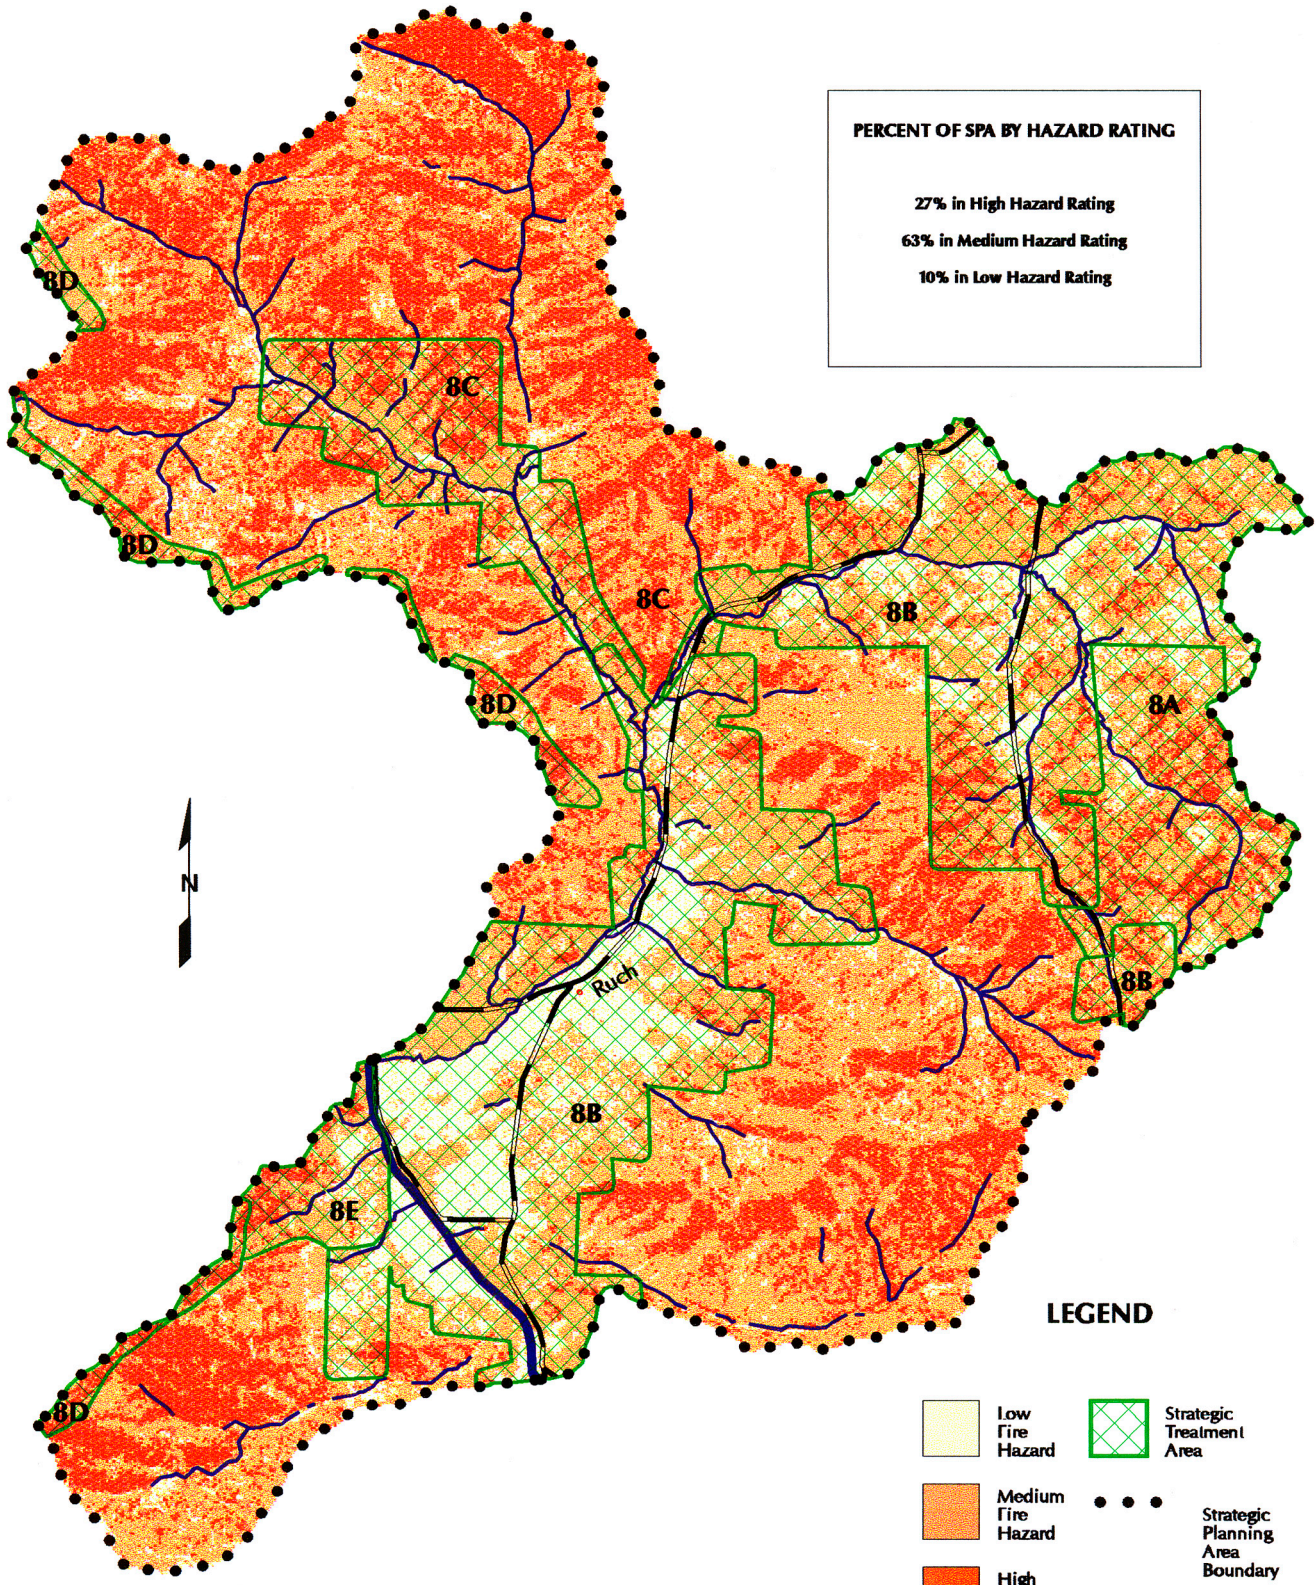 PERCENT OF SPA BY HAZARD RATING
27% in High Hazard Rating
63% in Medium Hazard Rating
10% in Low Hazard Rating
8D
8C
8D
8C
8B
8D
8A
N
Ruch
8B
8B
8E
8D
LEGEND
Low
Fire
Hazard
Strategic
Treatment
Area
Medium
Fire
Hazard
Strategic
Planning
Area
Boundary
High